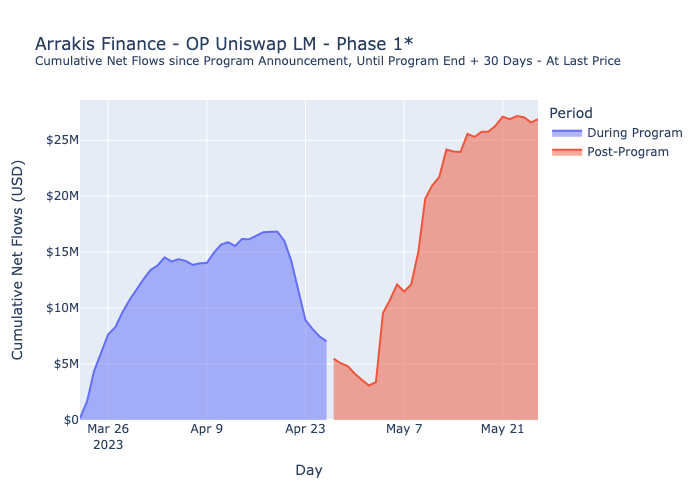 Arrakis Finance - OP Uniswap LM - Phase 1*
Cumulative Net Flows since Program Announcement, Until Program End + 30 Days - At Last Price
Period
During Program
Post-Program
Cumulative Net Flows (USD)
$25M
$20M
$15M
$10M
$5M
$0
Mar 26
2023
Apr 9
Apr 23
May 7
May 21
Day